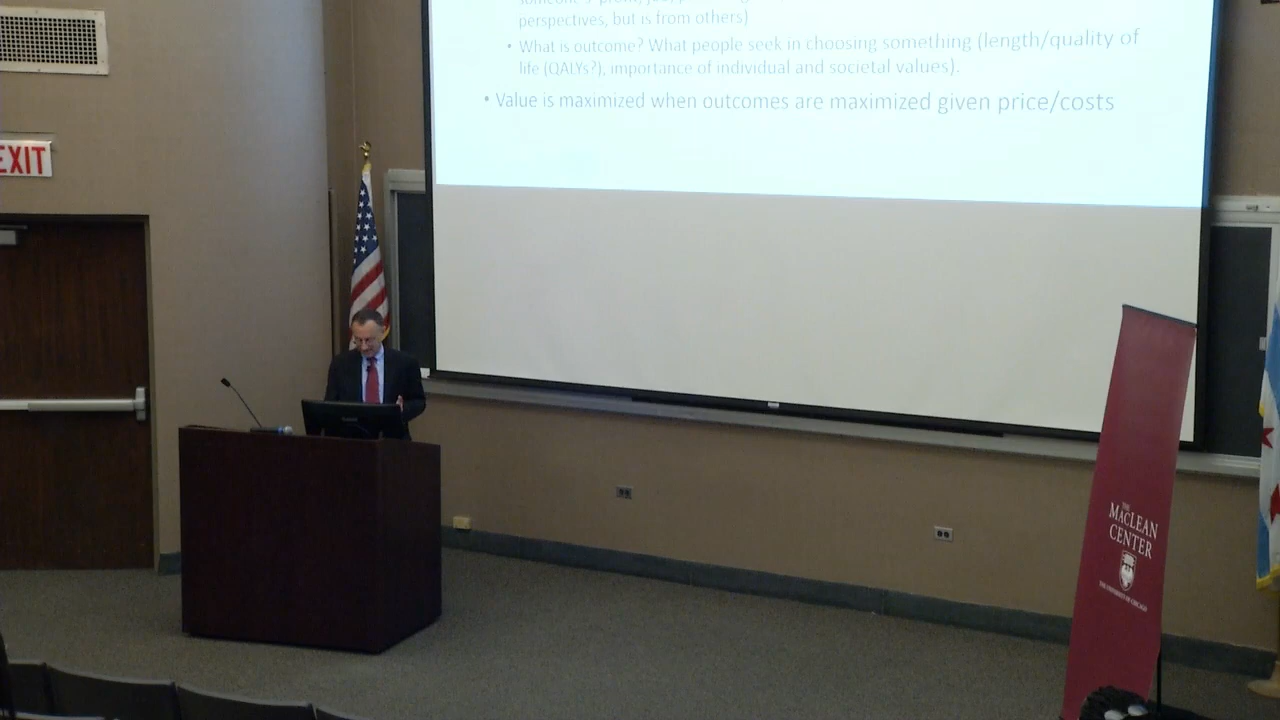 perspectives, but is from others)
• What is outcome? What people seek in choosing something (length/quality of
life (QALYs?), importance of individual and societal values).
• Value is maximized when outcomes are maximized given price/costs
EXIT
THE
MACLEAN
CENTER
THE UNIVERSITY OF CHICAGO